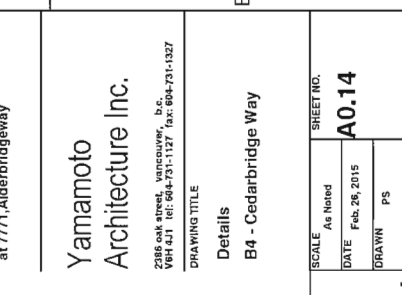 at 7771, Alderbridgeway
Yamamoto
Architecture Inc.
2386 oak street, vancouver, b.c.
V6H 4J1 tel: 604-731-1127 fax: 604-731-1327
DRAWING TITLE
Details
B4 - Cedarbridge Way
SCALE
As Noted
DATE
Feb. 26, 2015
DRAWN
PS
SHEET NO.
A0.14